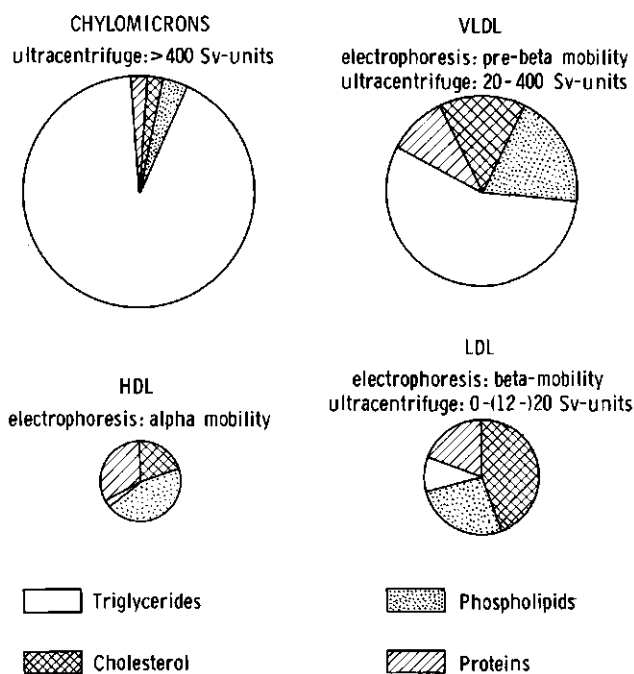 CHYLOMICRONS
ultracentrifuge: >400 Sv-units
VLDL
electrophoresis: pre-beta mobility
ultracentrifuge: 20-400 Sv-units
HDL
electrophoresis: alpha mobility
LDL
electrophoresis: beta-mobility
ultracentrifuge: 0-(12-)20 Sv-units
Triglycerides
Phospholipids
Cholesterol
Proteins